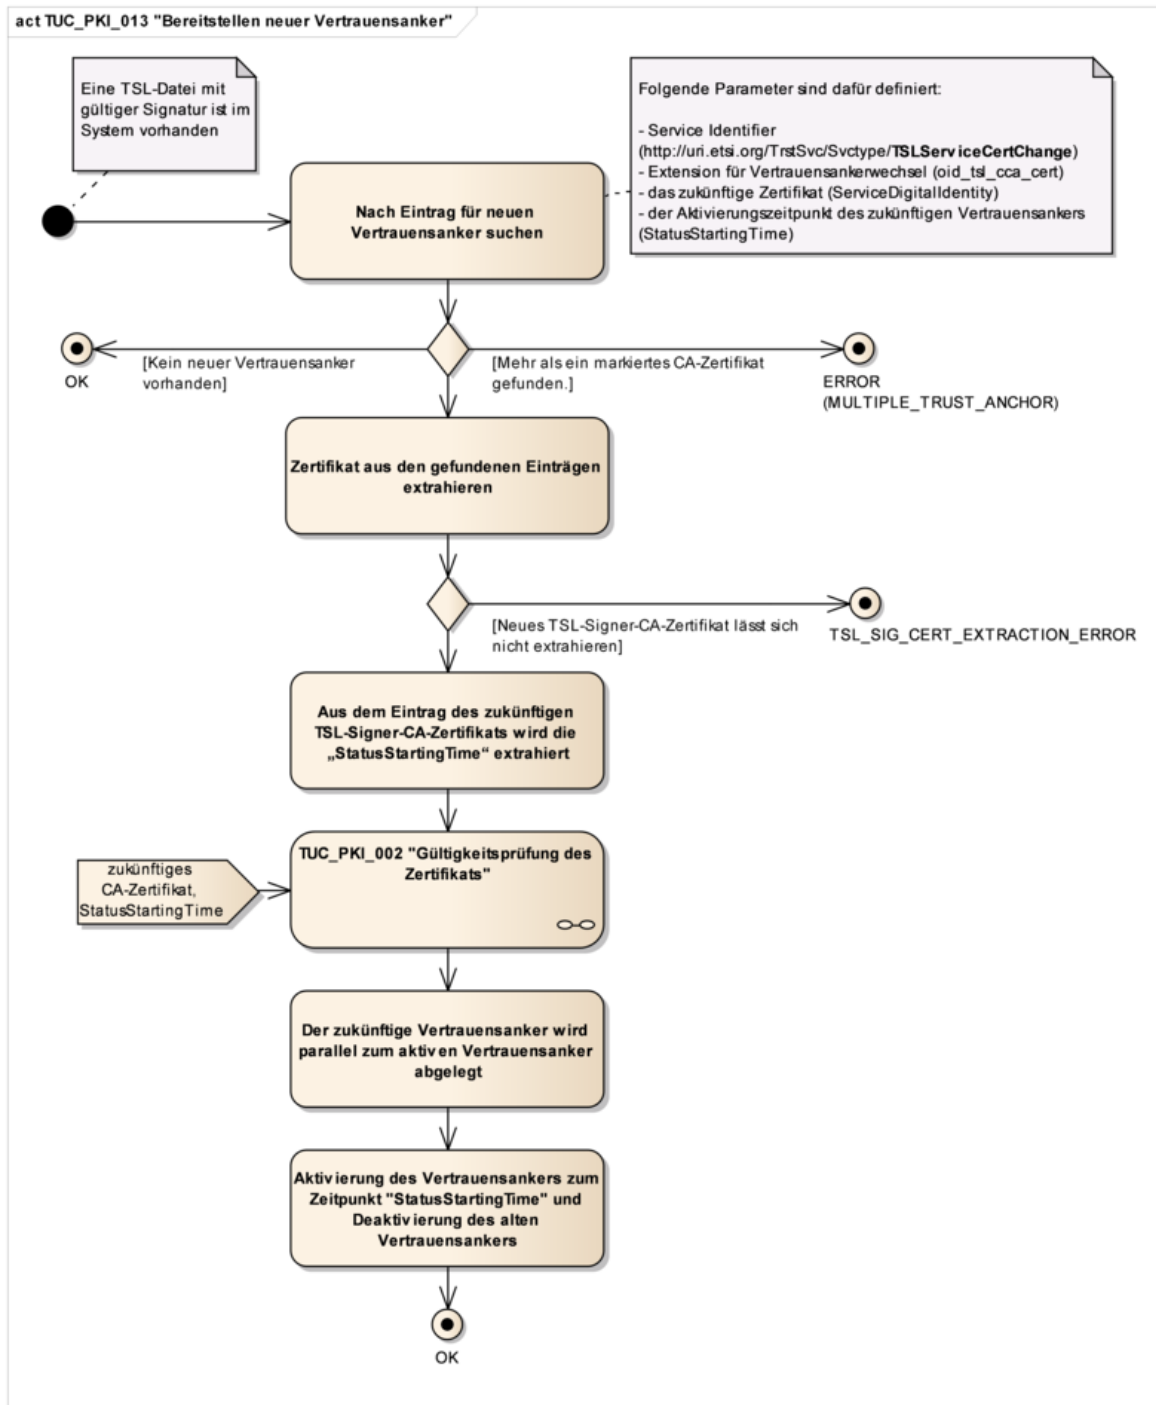 act TUC_PKI_013 "Bereitstellen neuer Vertrauensanker"
Eine TSL-Datei mit
gültiger Signatur ist im
System vorhanden
Folgende Parameter sind dafür definiert:
- Service Identifier
(http://uri.etsi.org/TrstSvc/Svctype/TSLServiceCertChange)
- Extension für Vertrauensankerwechsel (oid_tsl_cca_cert)
- das zukünftige Zertifikat (ServiceDigitalIdentity)
- der Aktivierungszeitpunkt des zukünftigen Vertrauensankers
(StatusStartingTime)
Nach Eintrag für neuen
Vertrauensanker suchen
[Kein neuer Vertrauensanker
vorhanden]
[Mehr als ein markiertes CA-Zertifikat
gefunden.]
OK
ERROR
(MULTIPLE_TRUST_ANCHOR)
Zertifikat aus den gefundenen Einträgen
extrahieren
[Neues TSL-Signer-CA-Zertifikat lässt sich
nicht extrahieren]
TSL_SIG_CERT_EXTRACTION_ERROR
Aus dem Eintrag des zukünftigen
TSL-Signer-CA-Zertifikats wird die
„StatusStartingTime“ extrahiert
TUC_PKI_002 "Gültigkeitsprüfung des
Zertifikats"
zukünftiges
CA-Zertifikat,
StatusStartingTime
Der zukünftige Vertrauensanker wird
parallel zum aktiven Vertrauensanker
abgelegt
Aktivierung des Vertrauensankers zum
Zeitpunkt "StatusStartingTime" und
Deaktivierung des alten
Vertrauensankers
OK